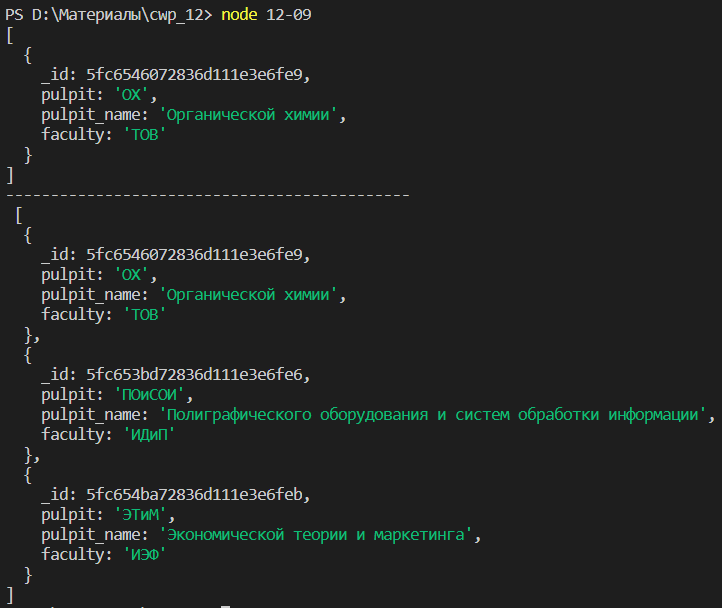 PS D:\Материалы\cwp_12> node 12-09
[
  {
    _id: 5fc6546072836d111e3e6fe9,
    pulpit: 'ОХ',
    pulpit_name: 'Органической химии',
    faculty: 'ТОВ'
  }
]
---------------------------------------------
 [
  {
    _id: 5fc6546072836d111e3e6fe9,
    pulpit: 'ОХ',
    pulpit_name: 'Органической химии',
    faculty: 'ТОВ'
  },
  {
    _id: 5fc653bd72836d111e3e6fe6,
    pulpit: 'ПОиСОИ',
    pulpit_name: 'Полиграфического оборудования и систем обработки информации',
    faculty: 'ИДиП'
  },
  {
    _id: 5fc654ba72836d111e3e6feb,
    pulpit: 'ЭТиМ',
    pulpit_name: 'Экономической теории и маркетинга',
    faculty: 'ИЭФ'
  }
]